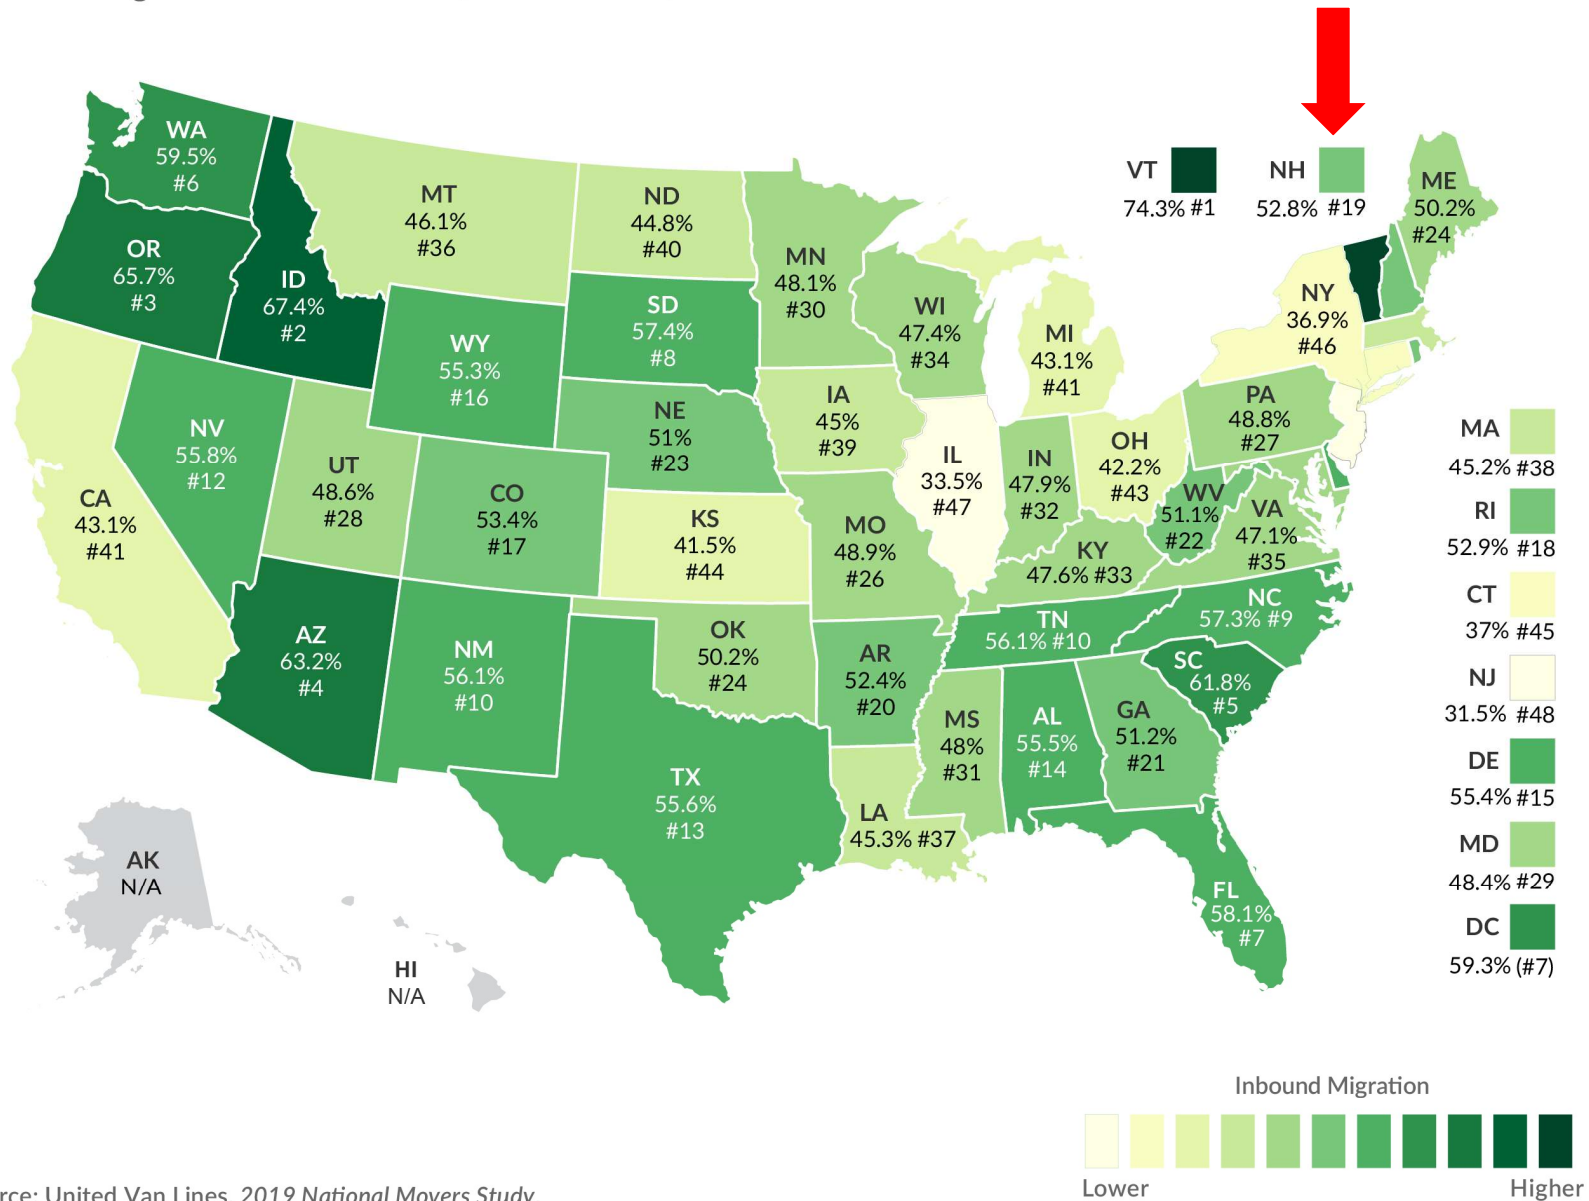 WA
59.5%
#6
OR
65.7%
#3
ID
67.4%
#2
MT
46.1%
#36
ND
44.8%
#40
MN
48.1%
#30
WI
47.4%
#34
MI
43.1%
#41
VT
74.3% #1
NH
52.8% #19
ME
50.2%
#24
NY
36.9%
#46
SD
57.4%
#8
WY
55.3%
#16
NE
51%
#23
IA
45%
#39
IL
33.5%
#47
IN
47.9%
#32
OH
42.2%
#43
PA
48.8%
#27
NV
55.8%
#12
UT
48.6%
#28
CO
53.4%
#17
KS
41.5%
#44
MO
48.9%
#26
KY
47.6% #33
WV
51.1%
#22
VA
47.1%
#35
CA
43.1%
#41
AZ
63.2%
#4
NM
56.1%
#10
OK
50.2%
#24
AR
52.4%
#20
TN
56.1% #10
NC
57.3% #9
SC
61.8%
#5
MS
48%
#31
AL
55.5%
#14
GA
51.2%
#21
TX
55.6%
#13
LA
45.3% #37
FL
58.1%
#7
AK
N/A
HI
N/A
MA
45.2% #38
RI
52.9% #18
CT
37% #45
NJ
31.5% #48
DE
55.4% #15
MD
48.4% #29
DC
59.3% (#7)
Inbound Migration
Lower Higher
rce: United Van Lines, 2019 National Movers Study